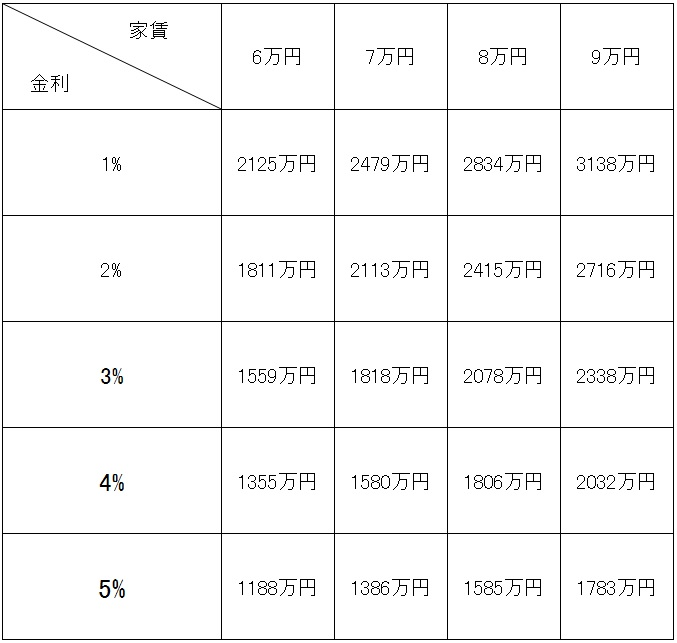 家賃
金利
6万円 7万円 8万円 9万円
1% 2125万円 2479万円 2834万円 3138万円
2% 1811万円 2113万円 2415万円 2716万円
3% 1559万円 1818万円 2078万円 2338万円
4% 1355万円 1580万円 1806万円 2032万円
5% 1188万円 1386万円 1585万円 1783万円